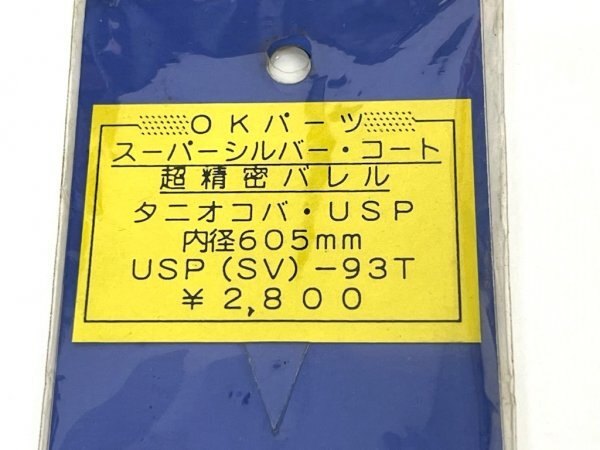 OKパーツ
スーパーシルバー・コート
超精密バレル
タニオコバ・USP
内径605mm
USP(SV)-93T
¥2,800